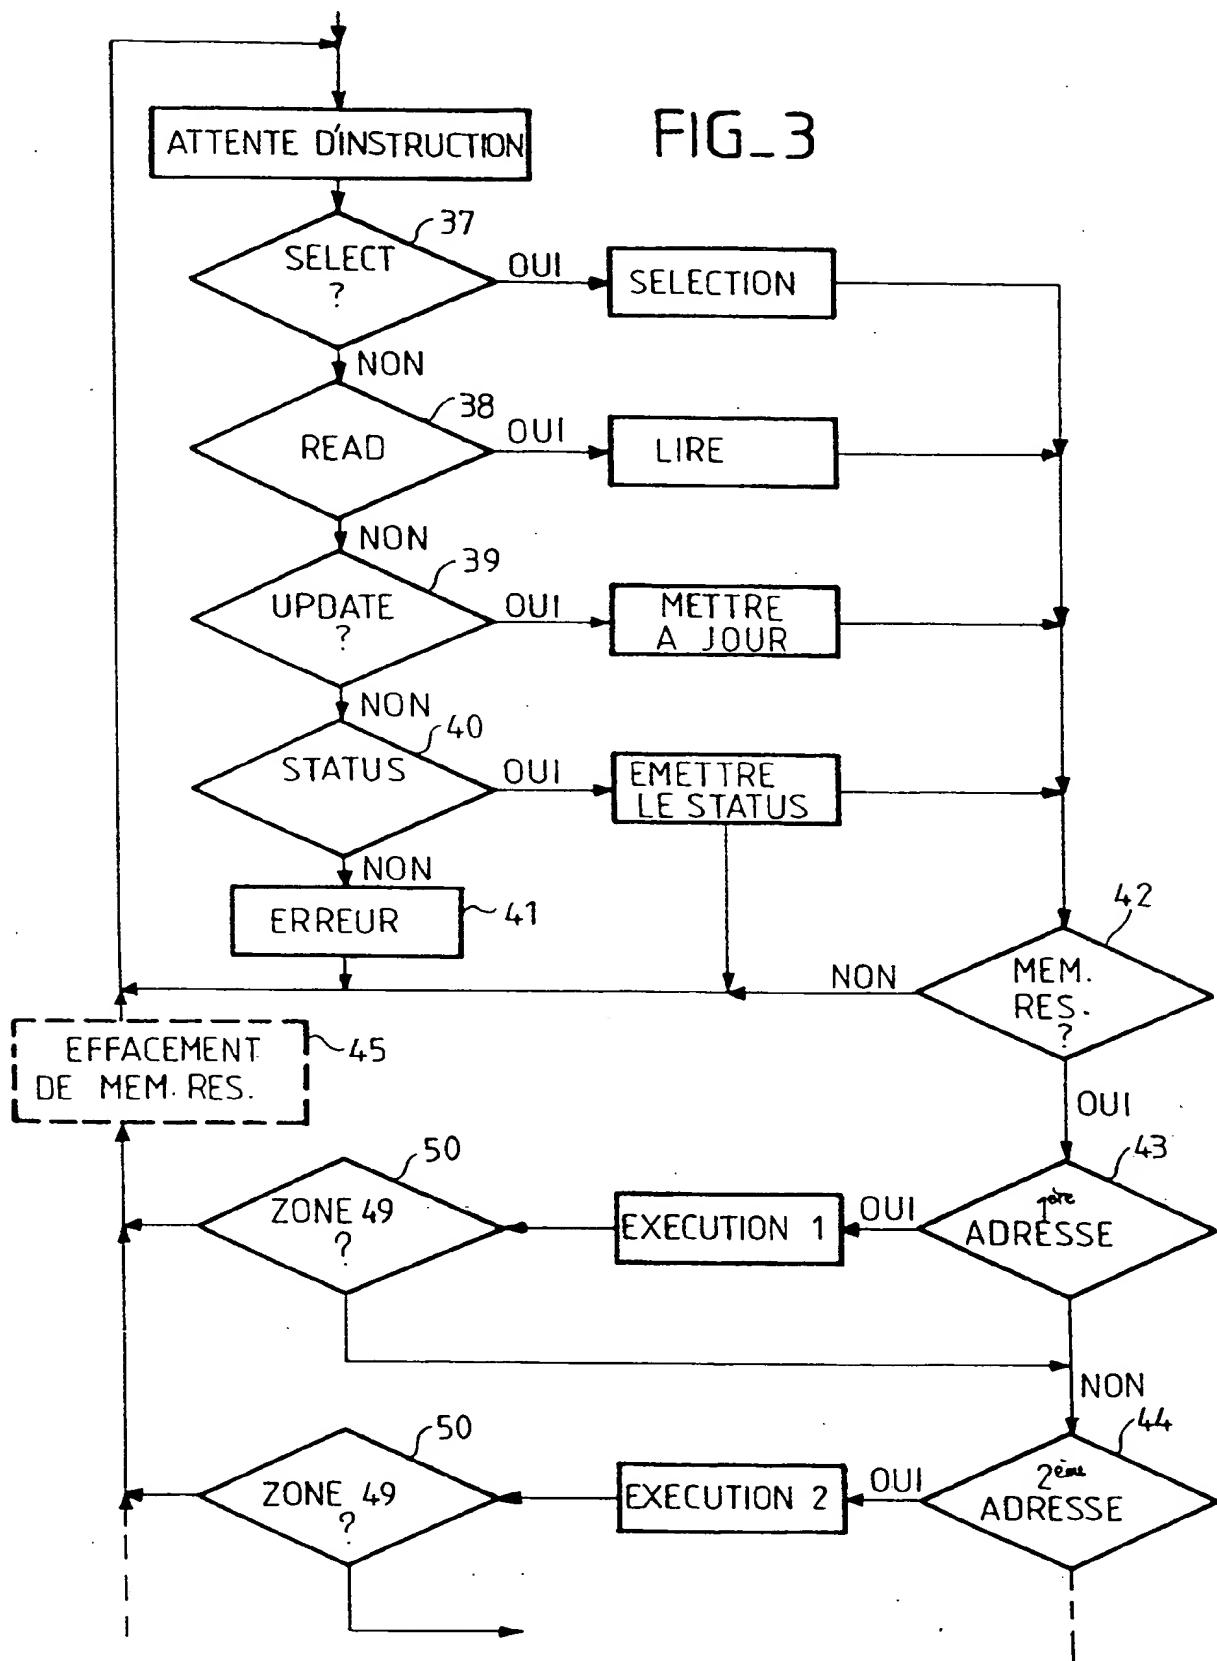 FIG_3
ATTENTE D'INSTRUCTION
37
SELECT
?
OUI
SELECTION
NON
38
READ
OUI
LIRE
NON
39
UPDATE
?
OUI
METTRE
A JOUR
NON
40
STATUS
OUI
EMETTRE
LE STATUS
NON
ERREUR
41
42
MEM.
RES.
?
NON
EFFACEMENT
DE MEM. RES.
45
OUI
43
1ère
ADRESSE
OUI
EXECUTION 1
50
ZONE 49
?
NON
44
2ème
ADRESSE
OUI
EXECUTION 2
50
ZONE 49
?